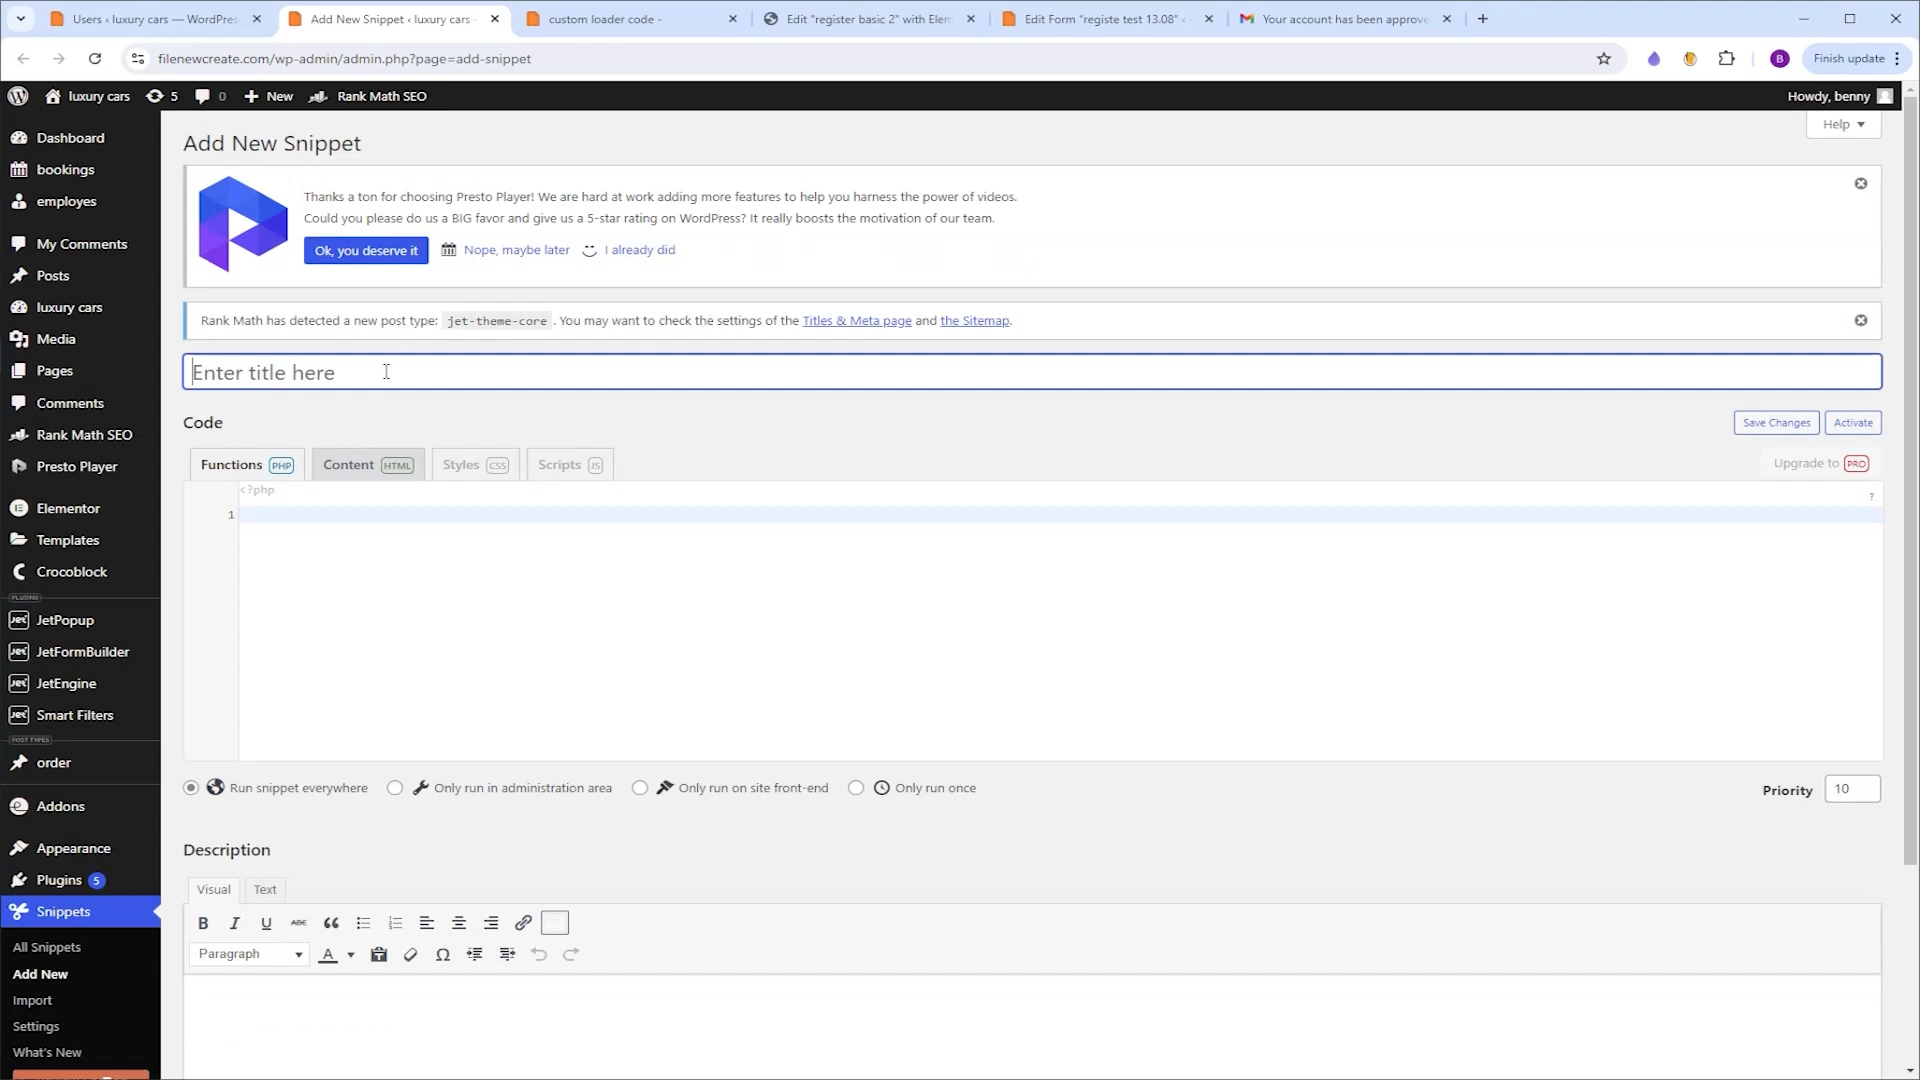 Users ‹ luxury cars — WordPres
Add New Snippet ‹ luxury cars -
custom loader code -
Edit "register basic 2" with Elem
Edit Form "registe test 13.08" ‹
Your account has been approve
filenewcreate.com/wp-admin/admin.php?page=add-snippet
B
Finish update
luxury cars
5
0
New
Rank Math SEO
Howdy, benny
Help
Dashboard
bookings
employes
My Comments
Posts
luxury cars
Media
Pages
Comments
Rank Math SEO
Presto Player
Elementor
Templates
Crocoblock
PLUGINS
JetPopup
JetFormBuilder
JetEngine
Smart Filters
POST TYPES
order
Addons
Appearance
Plugins 5
Snippets
All Snippets
Add New
Import
Settings
What's New
Add New Snippet
Thanks a ton for choosing Presto Player! We are hard at work adding more features to help you harness the power of videos.
Could you please do us a BIG favor and give us a 5-star rating on WordPress? It really boosts the motivation of our team.
Ok, you deserve it
Nope, maybe later
I already did
Rank Math has detected a new post type: jet-theme-core . You may want to check the settings of the Titles & Meta page and the Sitemap.
Enter title here
Code
Save Changes
Activate
Functions PHP
Content HTML
Styles CSS
Scripts JS
Upgrade to PRO
<?php
?
1
Run snippet everywhere
Only run in administration area
Only run on site front-end
Only run once
Priority
10
Description
Visual
Text
B I U ABC
Paragraph
A
Ω